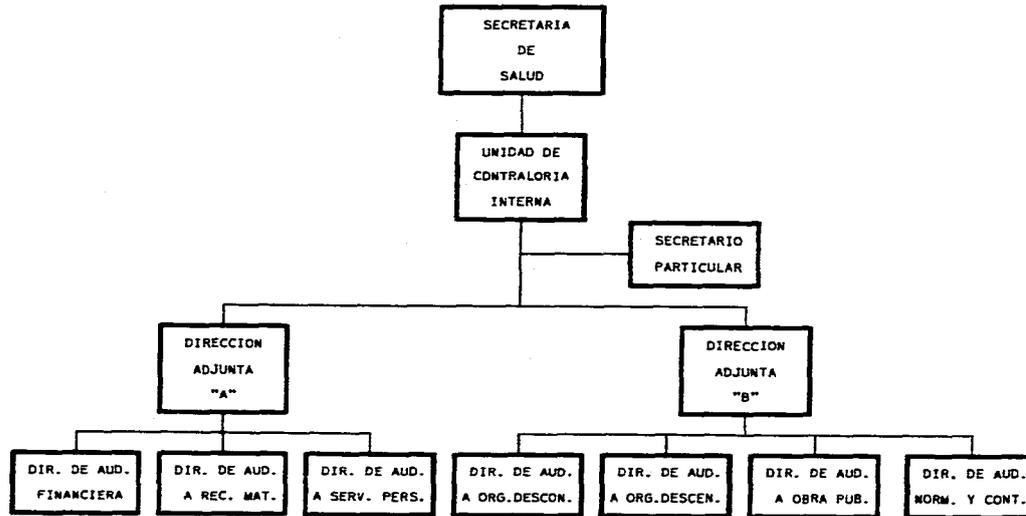 SECRETARIA
DE
SALUD
UNIDAD DE
CONTRALORIA
INTERNA
SECRETARIO
PARTICULAR
DIRECCION
ADJUNTA
"A"
DIRECCION
ADJUNTA
"B"
DIR. DE AUD.
FINANCIERA
DIR. DE AUD.
A REC. MAT.
DIR. DE AUD.
A SERV. PERS.
DIR. DE AUD.
A ORG.DESCON.
DIR. DE AUD.
A ORG.DESCEN.
DIR. DE AUD.
A OBRA PUB.
DIR. DE AUD.
NORM. Y CONT.